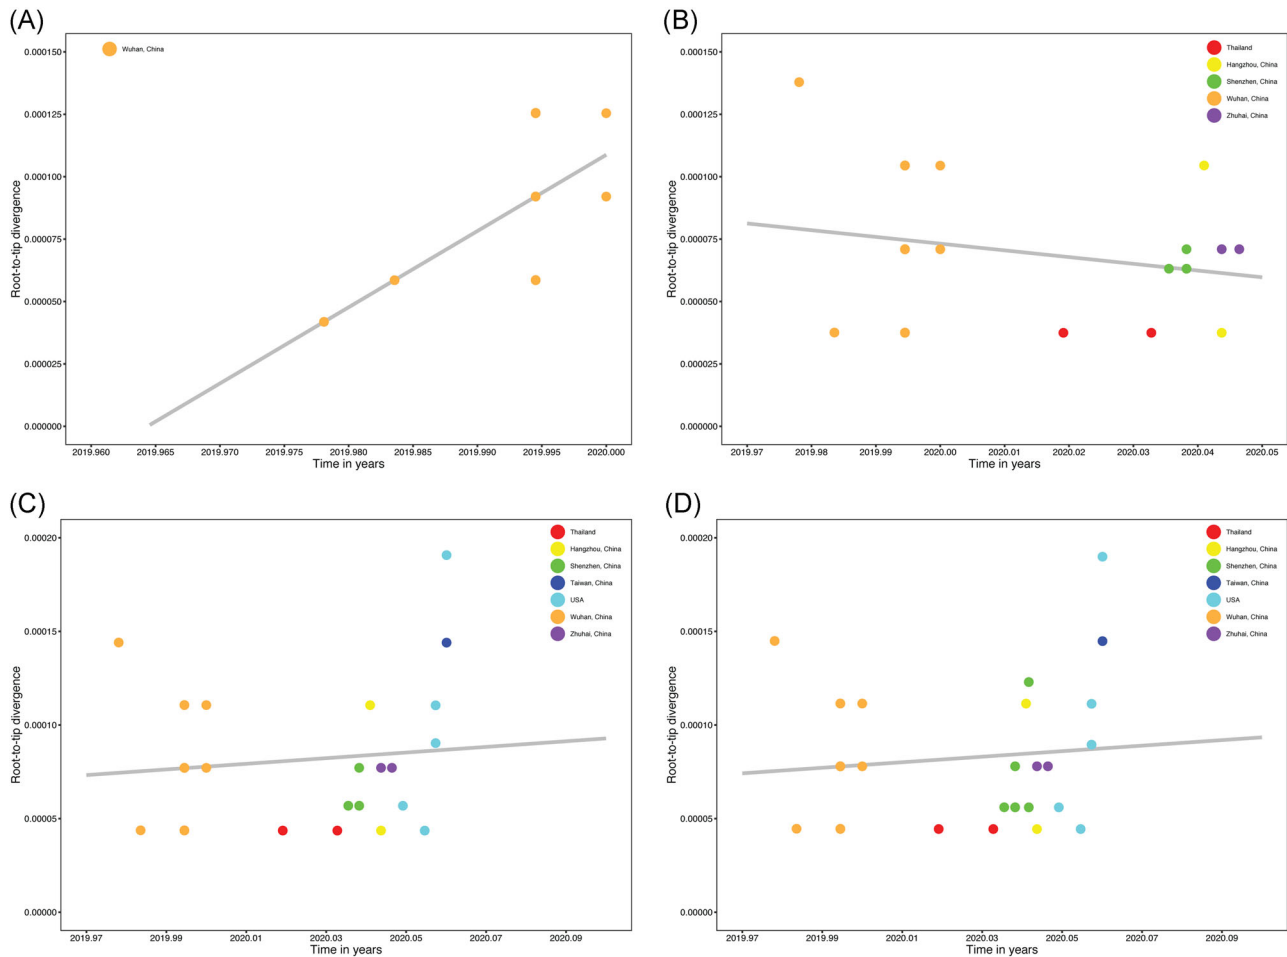 (A)
Wuhan, China
Root-to-tip divergence
0.000150
0.000125
0.000100
0.000075
0.000050
0.000025
0.000000
2019.960 2019.965 2019.970 2019.975 2019.980 2019.985 2019.990 2019.995 2020.000
Time in years
(B)
Thailand
Hangzhou, China
Shenzhen, China
Wuhan, China
Zhuhai, China
Root-to-tip divergence
0.000150
0.000125
0.000100
0.000075
0.000050
0.000025
0.000000
2019.97 2019.98 2019.99 2020.00 2020.01 2020.02 2020.03 2020.04 2020.05
Time in years
(C)
Thailand
Hangzhou, China
Shenzhen, China
Taiwan, China
USA
Wuhan, China
Zhuhai, China
Root-to-tip divergence
0.00020
0.00015
0.00010
0.00005
0.00000
2019.97 2019.99 2020.01 2020.03 2020.05 2020.07 2020.09
Time in years
(D)
Thailand
Hangzhou, China
Shenzhen, China
Taiwan, China
USA
Wuhan, China
Zhuhai, China
Root-to-tip divergence
0.00020
0.00015
0.00010
0.00005
0.00000
2019.97 2019.99 2020.01 2020.03 2020.05 2020.07 2020.09
Time in years